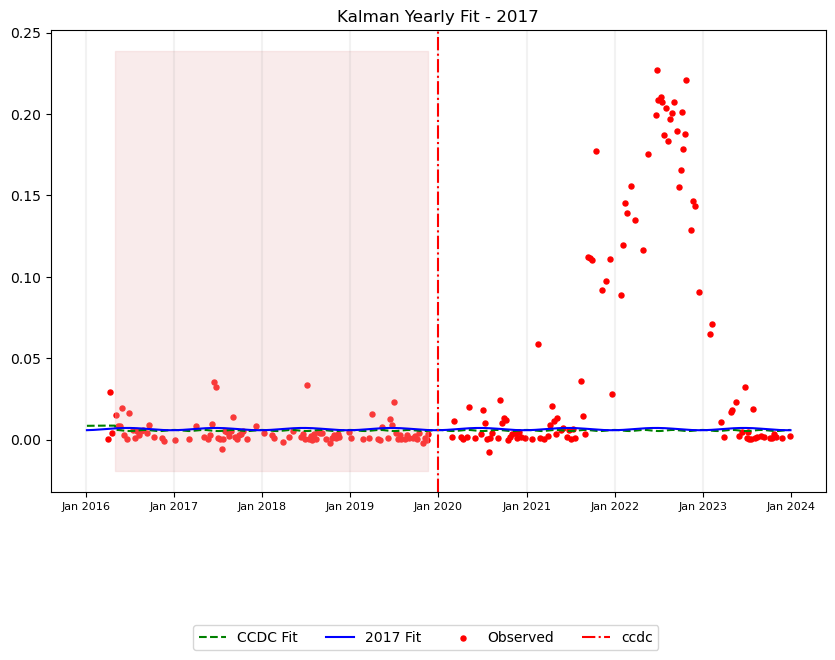 Kalman Yearly Fit - 2017
0.25
0.20
0.15
0.10
0.05
0.00
Jan 2016 Jan 2017 Jan 2018 Jan 2019 Jan 2020 Jan 2021 Jan 2022 Jan 2023 Jan 2024
CCDC Fit 2017 Fit Observed ccdc